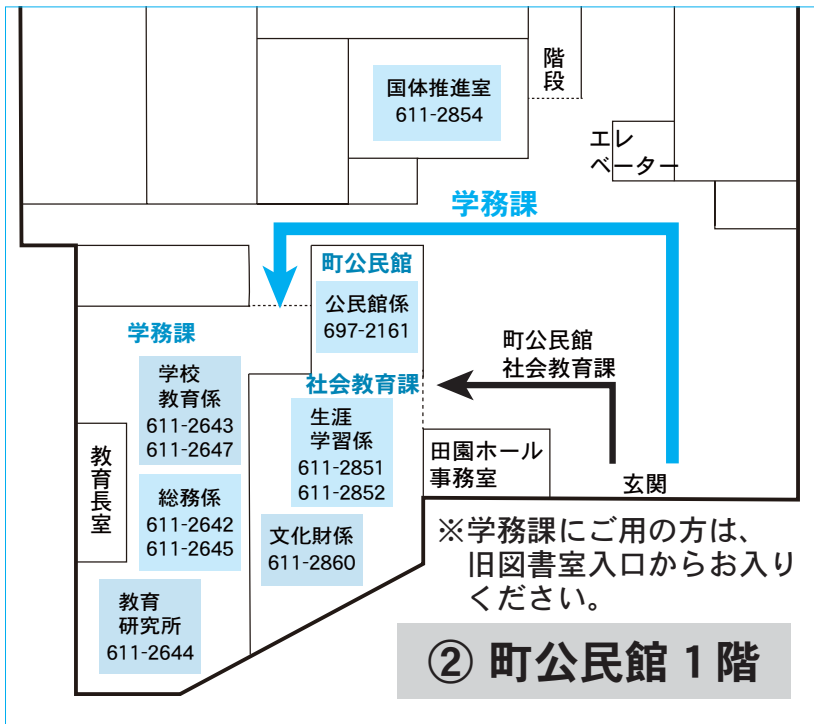 国体推進室
611-2854
階段
エレ
ベーター
学務課
町公民館
公民館係
697-2161
学務課
町公民館
社会教育課
学校
教育係
611-2643
611-2647
社会教育課
生涯
学習係
611-2851
611-2852
教育長室
総務係
611-2642
611-2645
文化財係
611-2860
田園ホール
事務室
玄関
教育
研究所
611-2644
※学務課にご用の方は、
旧図書室入口からお入り
ください。
② 町公民館 1 階